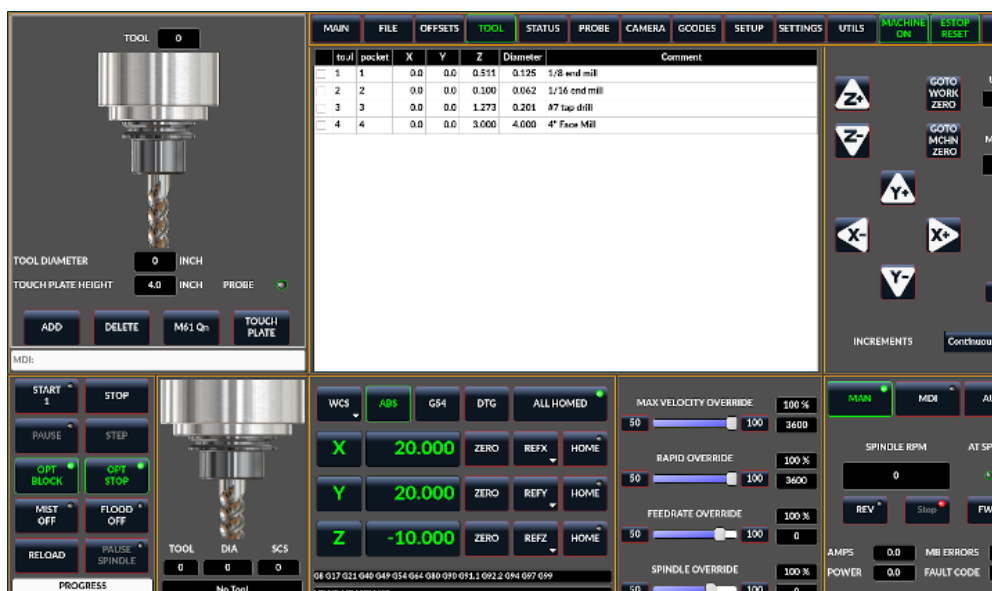 TOOL 0
MAIN FILE OFFSETS TOOL STATUS PROBE CAMERA GCODES SETUP SETTINGS UTILS MACHINE ON ESTOP RESET
tool pocket X Y Z Diameter Comment
1 1 0.0 0.0 0.511 0.125 1/8 end mill
2 2 0.0 0.0 0.100 0.062 1/16 end mill
3 3 0.0 0.0 1.273 0.201 #7 tap drill
4 4 0.0 0.0 3.000 4.000 4" Face Mill
TOOL DIAMETER 0 INCH
TOUCH PLATE HEIGHT 4.0 INCH PROBE
ADD DELETE M61 Qn TOUCH PLATE
MDI:
Z+
GOTO WORK ZERO
Z-
GOTO MCHN ZERO
Y+
X-
X+
Y-
INCREMENTS Continuou
START 1
STOP
PAUSE
STEP
OPT BLOCK
OPT STOP
MIST OFF
FLOOD OFF
RELOAD
PAUSE SPINDLE
PROGRESS
TOOL DIA SCS
0 0 0
No Tool
WCS ABS G54 DTG ALL HOMED
X 20.000 ZERO REFX HOME
Y 20.000 ZERO REFY HOME
Z -10.000 ZERO REFZ HOME
G8 G17 G21 G40 G49 G54 G64 G80 G90 G91.1 G92.2 G94 G97 G99
MAX VELOCITY OVERRIDE 100 %
50 100 3600
RAPID OVERRIDE 100 %
50 100 3600
FEEDRATE OVERRIDE 100 %
50 100 0
SPINDLE OVERRIDE 100 %
50 100 0
MAN MDI AU
SPINDLE RPM AT SP
0
REV Stop FW
AMPS 0.0 MB ERRORS
POWER 0.0 FAULT CODE